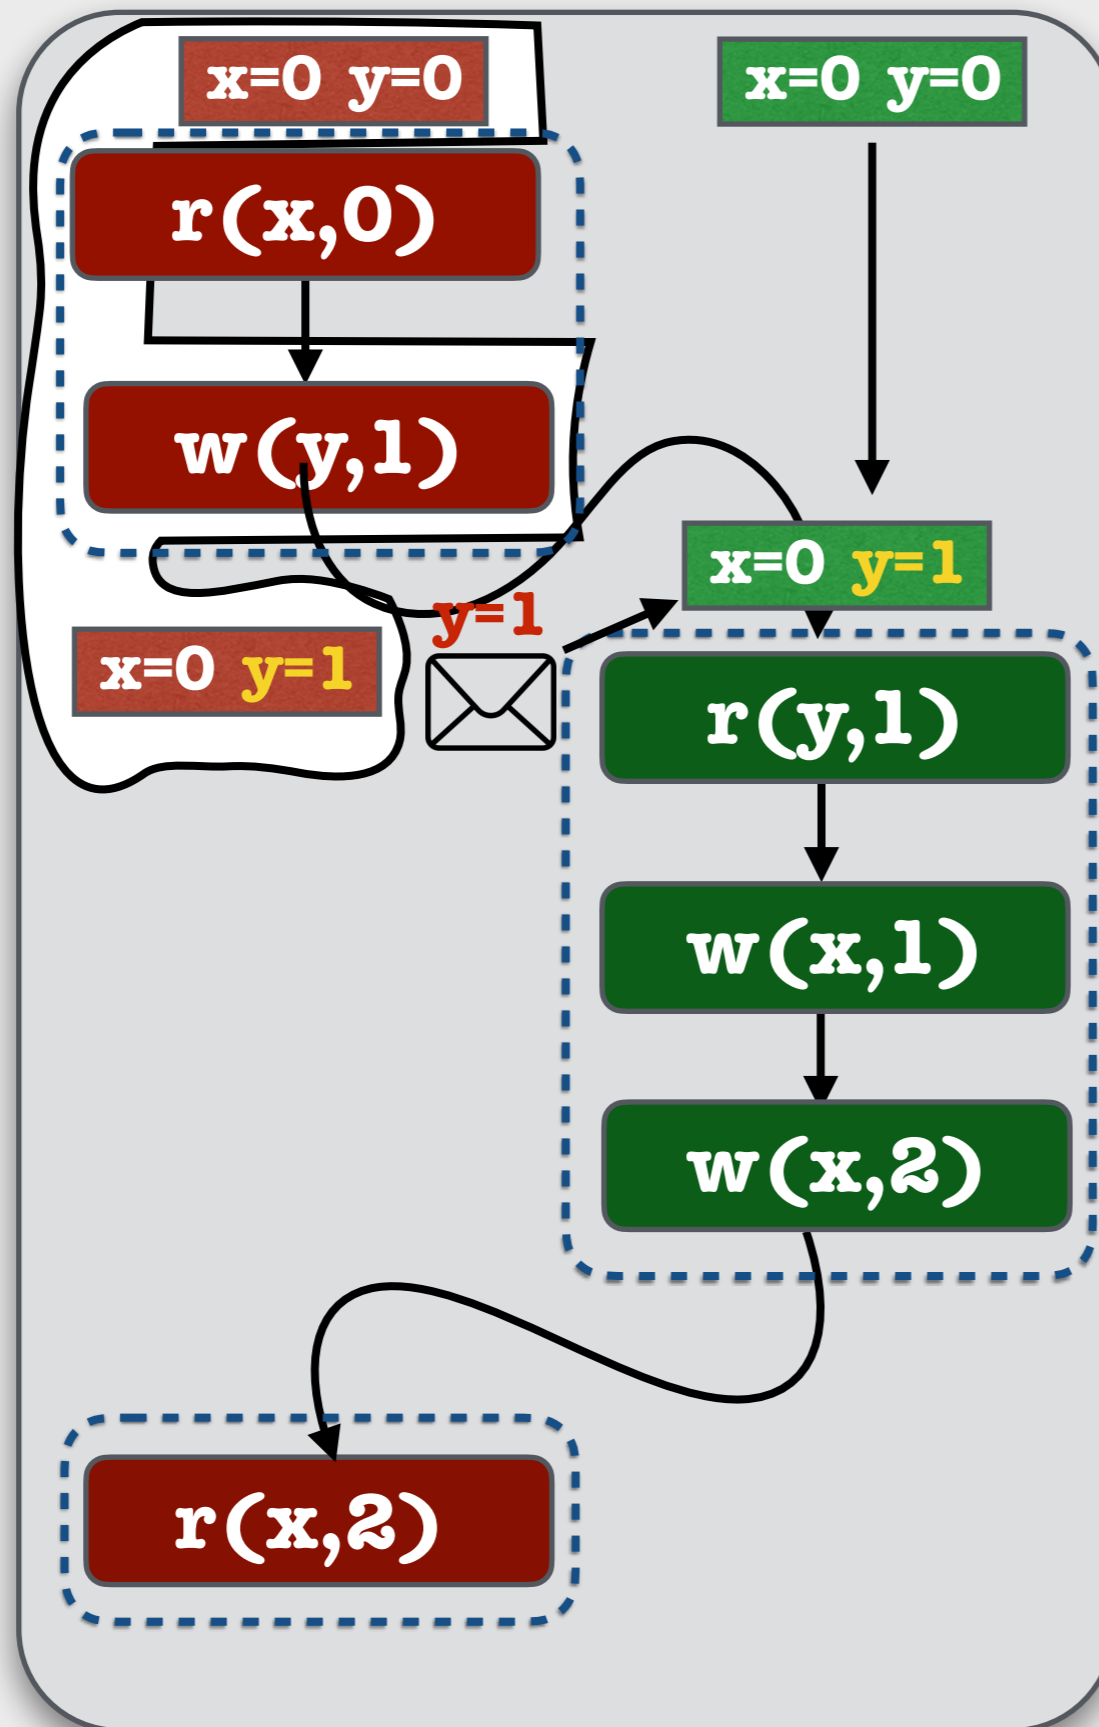 x=0 y=0
x=0 y=0
r(x,0)
w(y,1)
x=0 y=1
y=1
x=0 y=1
r(y,1)
w(x,1)
w(x,2)
r(x,2)